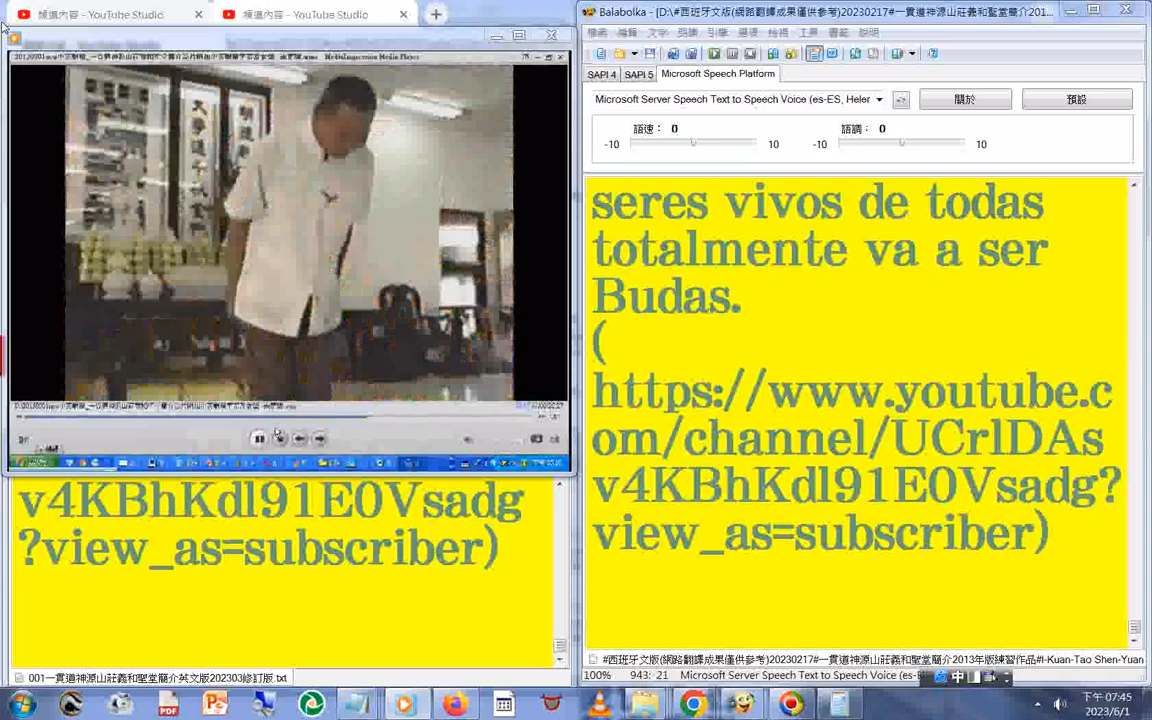 頻道內容 - YouTube Studio
頻道內容 - YouTube Studio
Balabolka - [D:\#西班牙文版(網路翻譯成果僅供參考)20230217#一貫道神源山莊義和聖堂簡介201...
SAPI 4
SAPI 5
Microsoft Speech Platform
Microsoft Server Speech Text to Speech Voice (es-ES, Heler
關於
預設
語速： 0
語調： 0
-10
10
-10
10
seres vivos de todas
totalmente va a ser
Budas.
(
https://www.youtube.c
om/channel/UCrlDAs
v4KBhKdl91E0Vsadg?
view_as=subscriber)
v4KBhKdl91E0Vsadg
?view_as=subscriber)
001一貫道神源山莊義和聖堂簡介英文版202303修訂版.txt
#西班牙文版(網路翻譯成果僅供參考)20230217#一貫道神源山莊義和聖堂簡介2013年版練習作品#I-Kuan-Tao Shen-Yuan
100%
943: 21
Microsoft Server Speech Text to Speech Voice (es-E
中
下午 07:45
2023/6/1